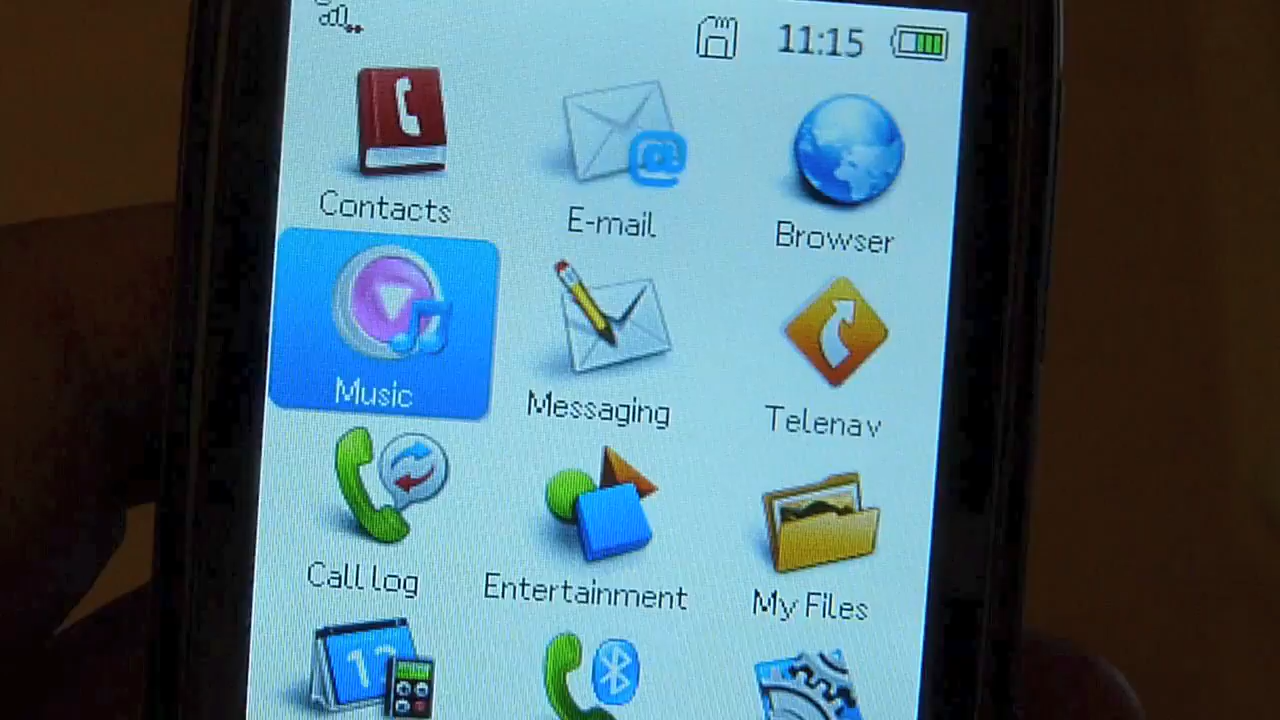 11:15
Contacts E-mail Browser
Music Messaging Telenav
Call log Entertainment My Files